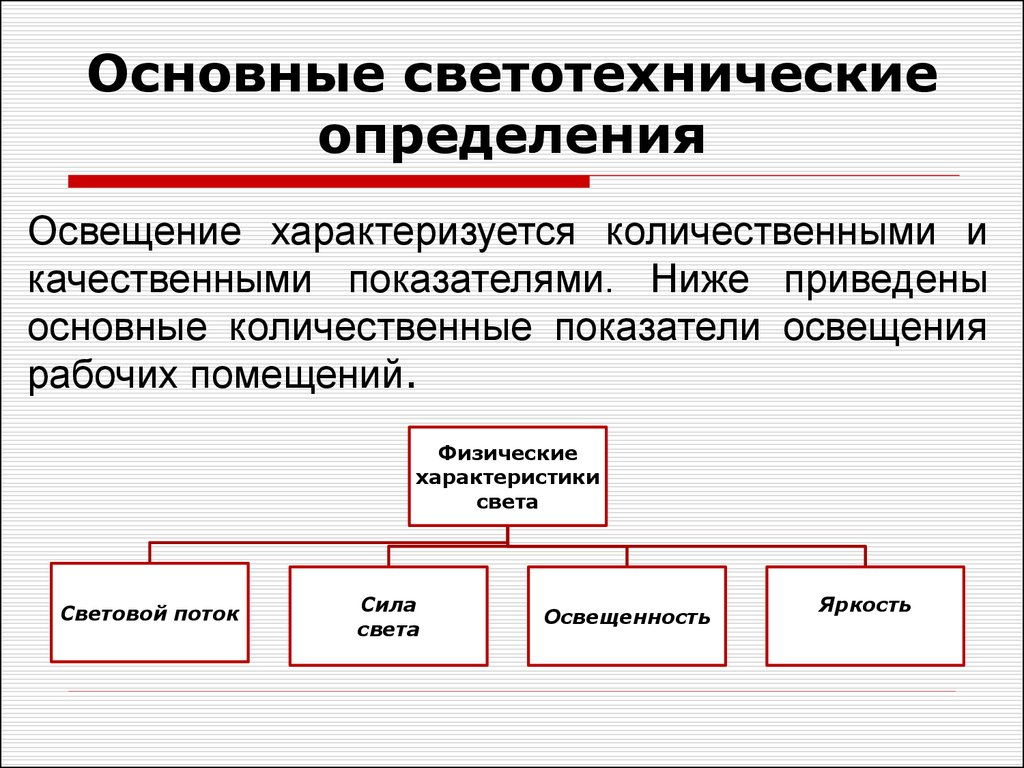 Основные светотехнические
определения
Освещение характеризуется количественными и
качественными показателями. Ниже приведены
основные количественные показатели освещения
рабочих помещений.
Физические
характеристики
света
Световой поток
Сила
света
Освещенность
Яркость